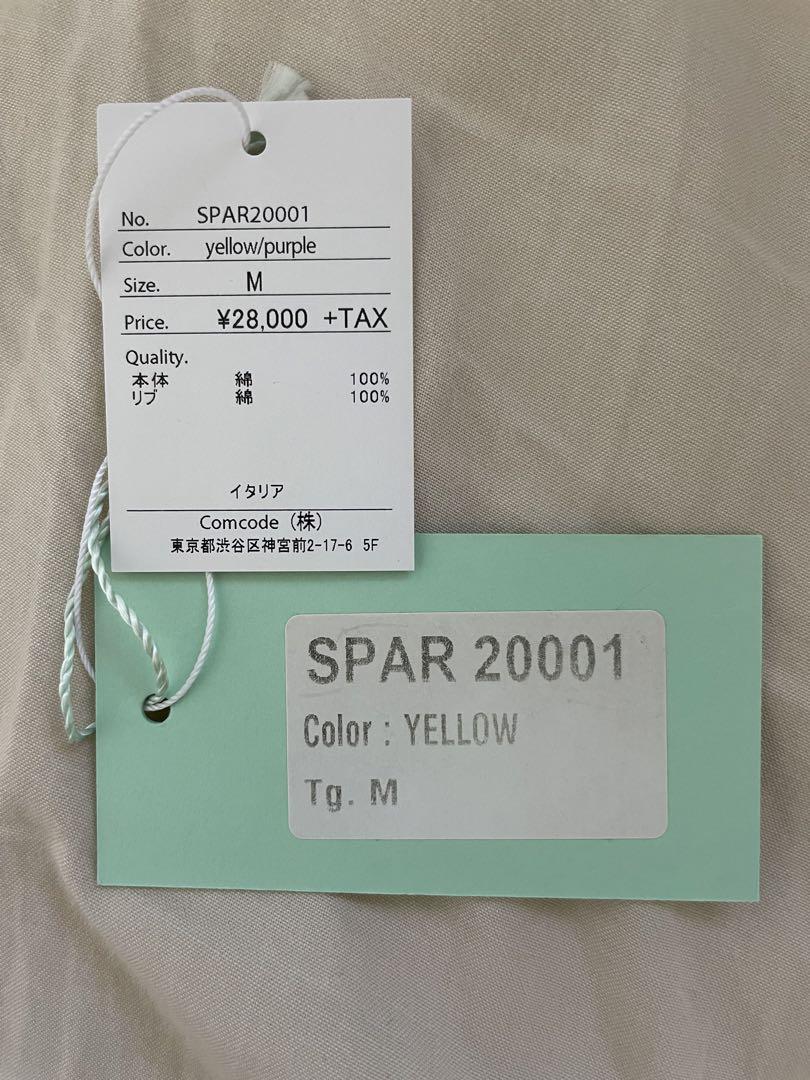 No. SPAR20001
Color. yellow/purple
Size. M
Price. ¥28,000 +TAX
Quality.
本体 綿 100%
リブ 綿 100%
イタリア
Comcode (株)
東京都渋谷区神宮前2-17-6 5F
SPAR 20001
Color : YELLOW
Tg. M